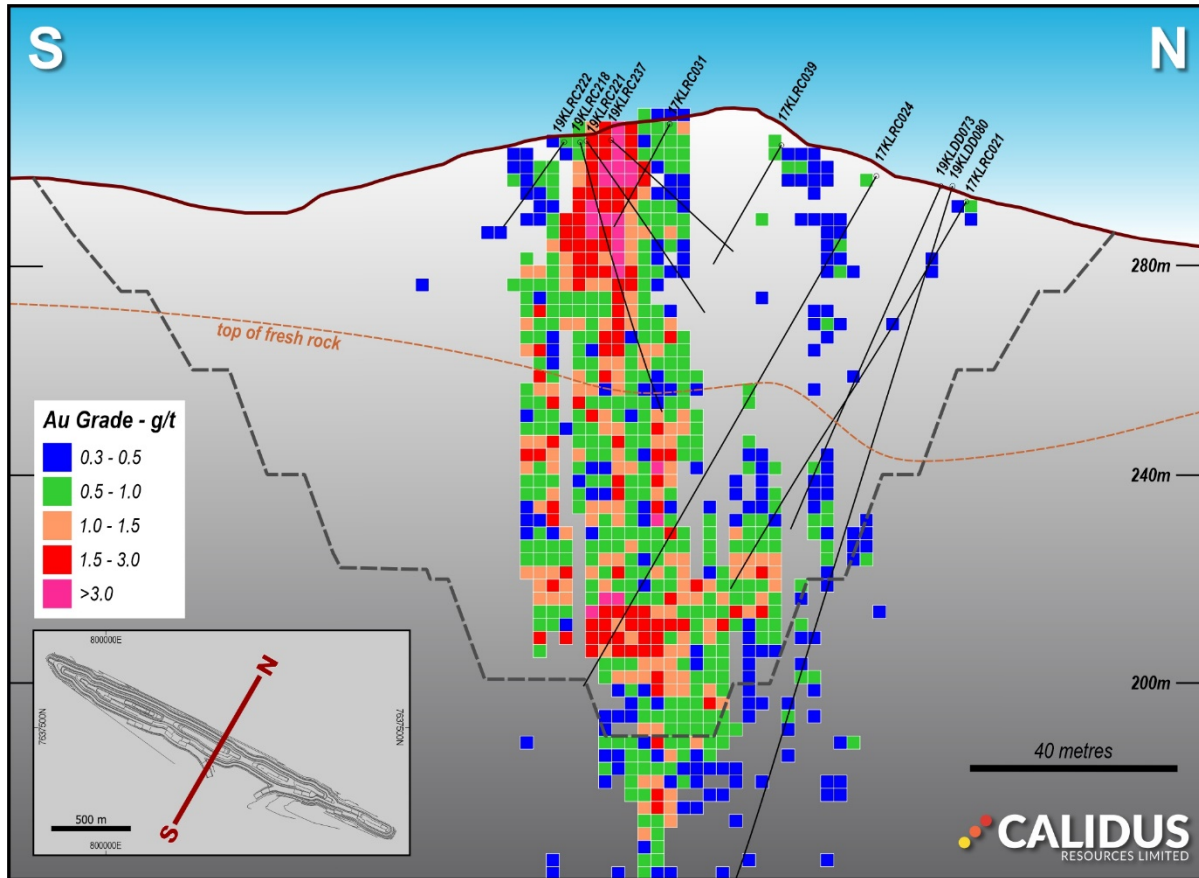 S
N
19KLRC222
19KLRC218
19KLRC221
19KLRC237
17KLRC031
17KLRC039
17KLRC024
19KLDD073
19KLDD080
17KLRC021
280m
top of fresh rock
Au Grade - g/t
0.3 - 0.5
0.5 - 1.0
1.0 - 1.5
1.5 - 3.0
>3.0
240m
200m
800000E
N
7637500N
7637500N
S
500 m
800000E
40 metres
CALIDUS
RESOURCES LIMITED